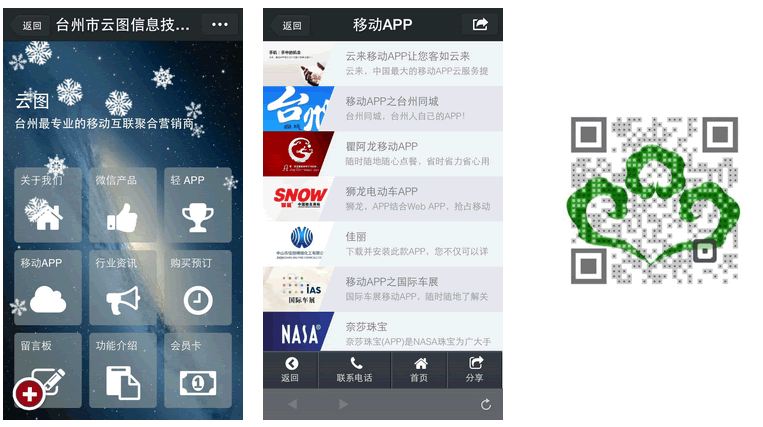 返回
台州市云图信息技...
云图
台州最专业的移动互联聚合营销商
关于我们
微信产品
轻 APP
移动APP
行业资讯
购买预订
留言板
功能介绍
会员卡
返回
移动APP
云来移动APP让您客如云来
云来，中国最大的移动APP云服务提
台州
移动APP之台州同城
台州同城，台州人自己的APP！
瞿阿龙移动APP
随时随地随心点餐，省时省力省心用
SNOW
狮龙电动车APP
狮龙，APP结合Web APP，抢占移动
佳丽
下载并安装此款APP，您不仅可以详
iAS
国际车展
移动APP之国际车展
国际车展移动APP，随时随地了解关
NASA
奈莎珠宝
奈莎珠宝(APP)是NASA珠宝为广大手
返回
联系电话
首页
分享